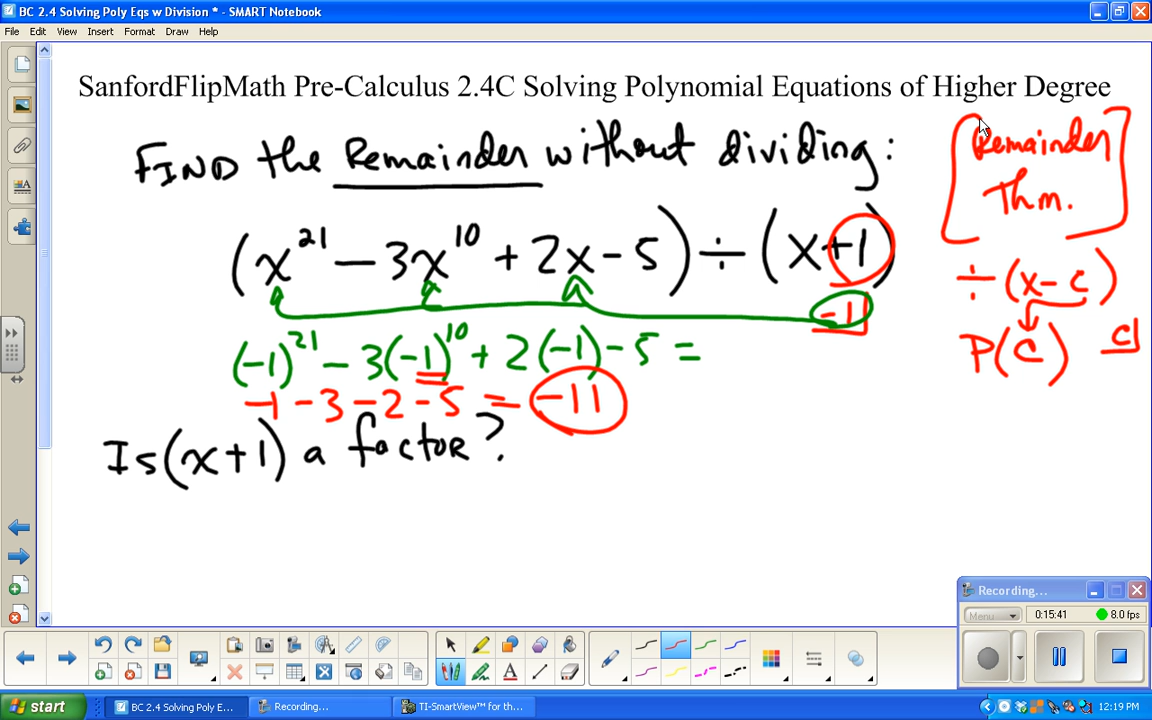 BC 2.4 Solving Poly Eqs w Division * - SMART Notebook
File Edit View Insert Format Draw Help
SanfordFlipMath Pre-Calculus 2.4C Solving Polynomial Equations of Higher Degree
FIND the Remainder without dividing:
[Remainder
Thm.]
(x^21 - 3x^10 + 2x - 5) ÷ (x+1)
-1
÷ (x - c)
P(c) c
(-1)^21 - 3(-1)^10 + 2(-1) - 5 =
-1 - 3 - 2 - 5 = -11
Is (x+1) a factor?
Recording...
Menu 0:15:41 8.0 fps
start BC 2.4 Solving Poly E... Recording... TI-SmartView™ for th... 12:19 PM